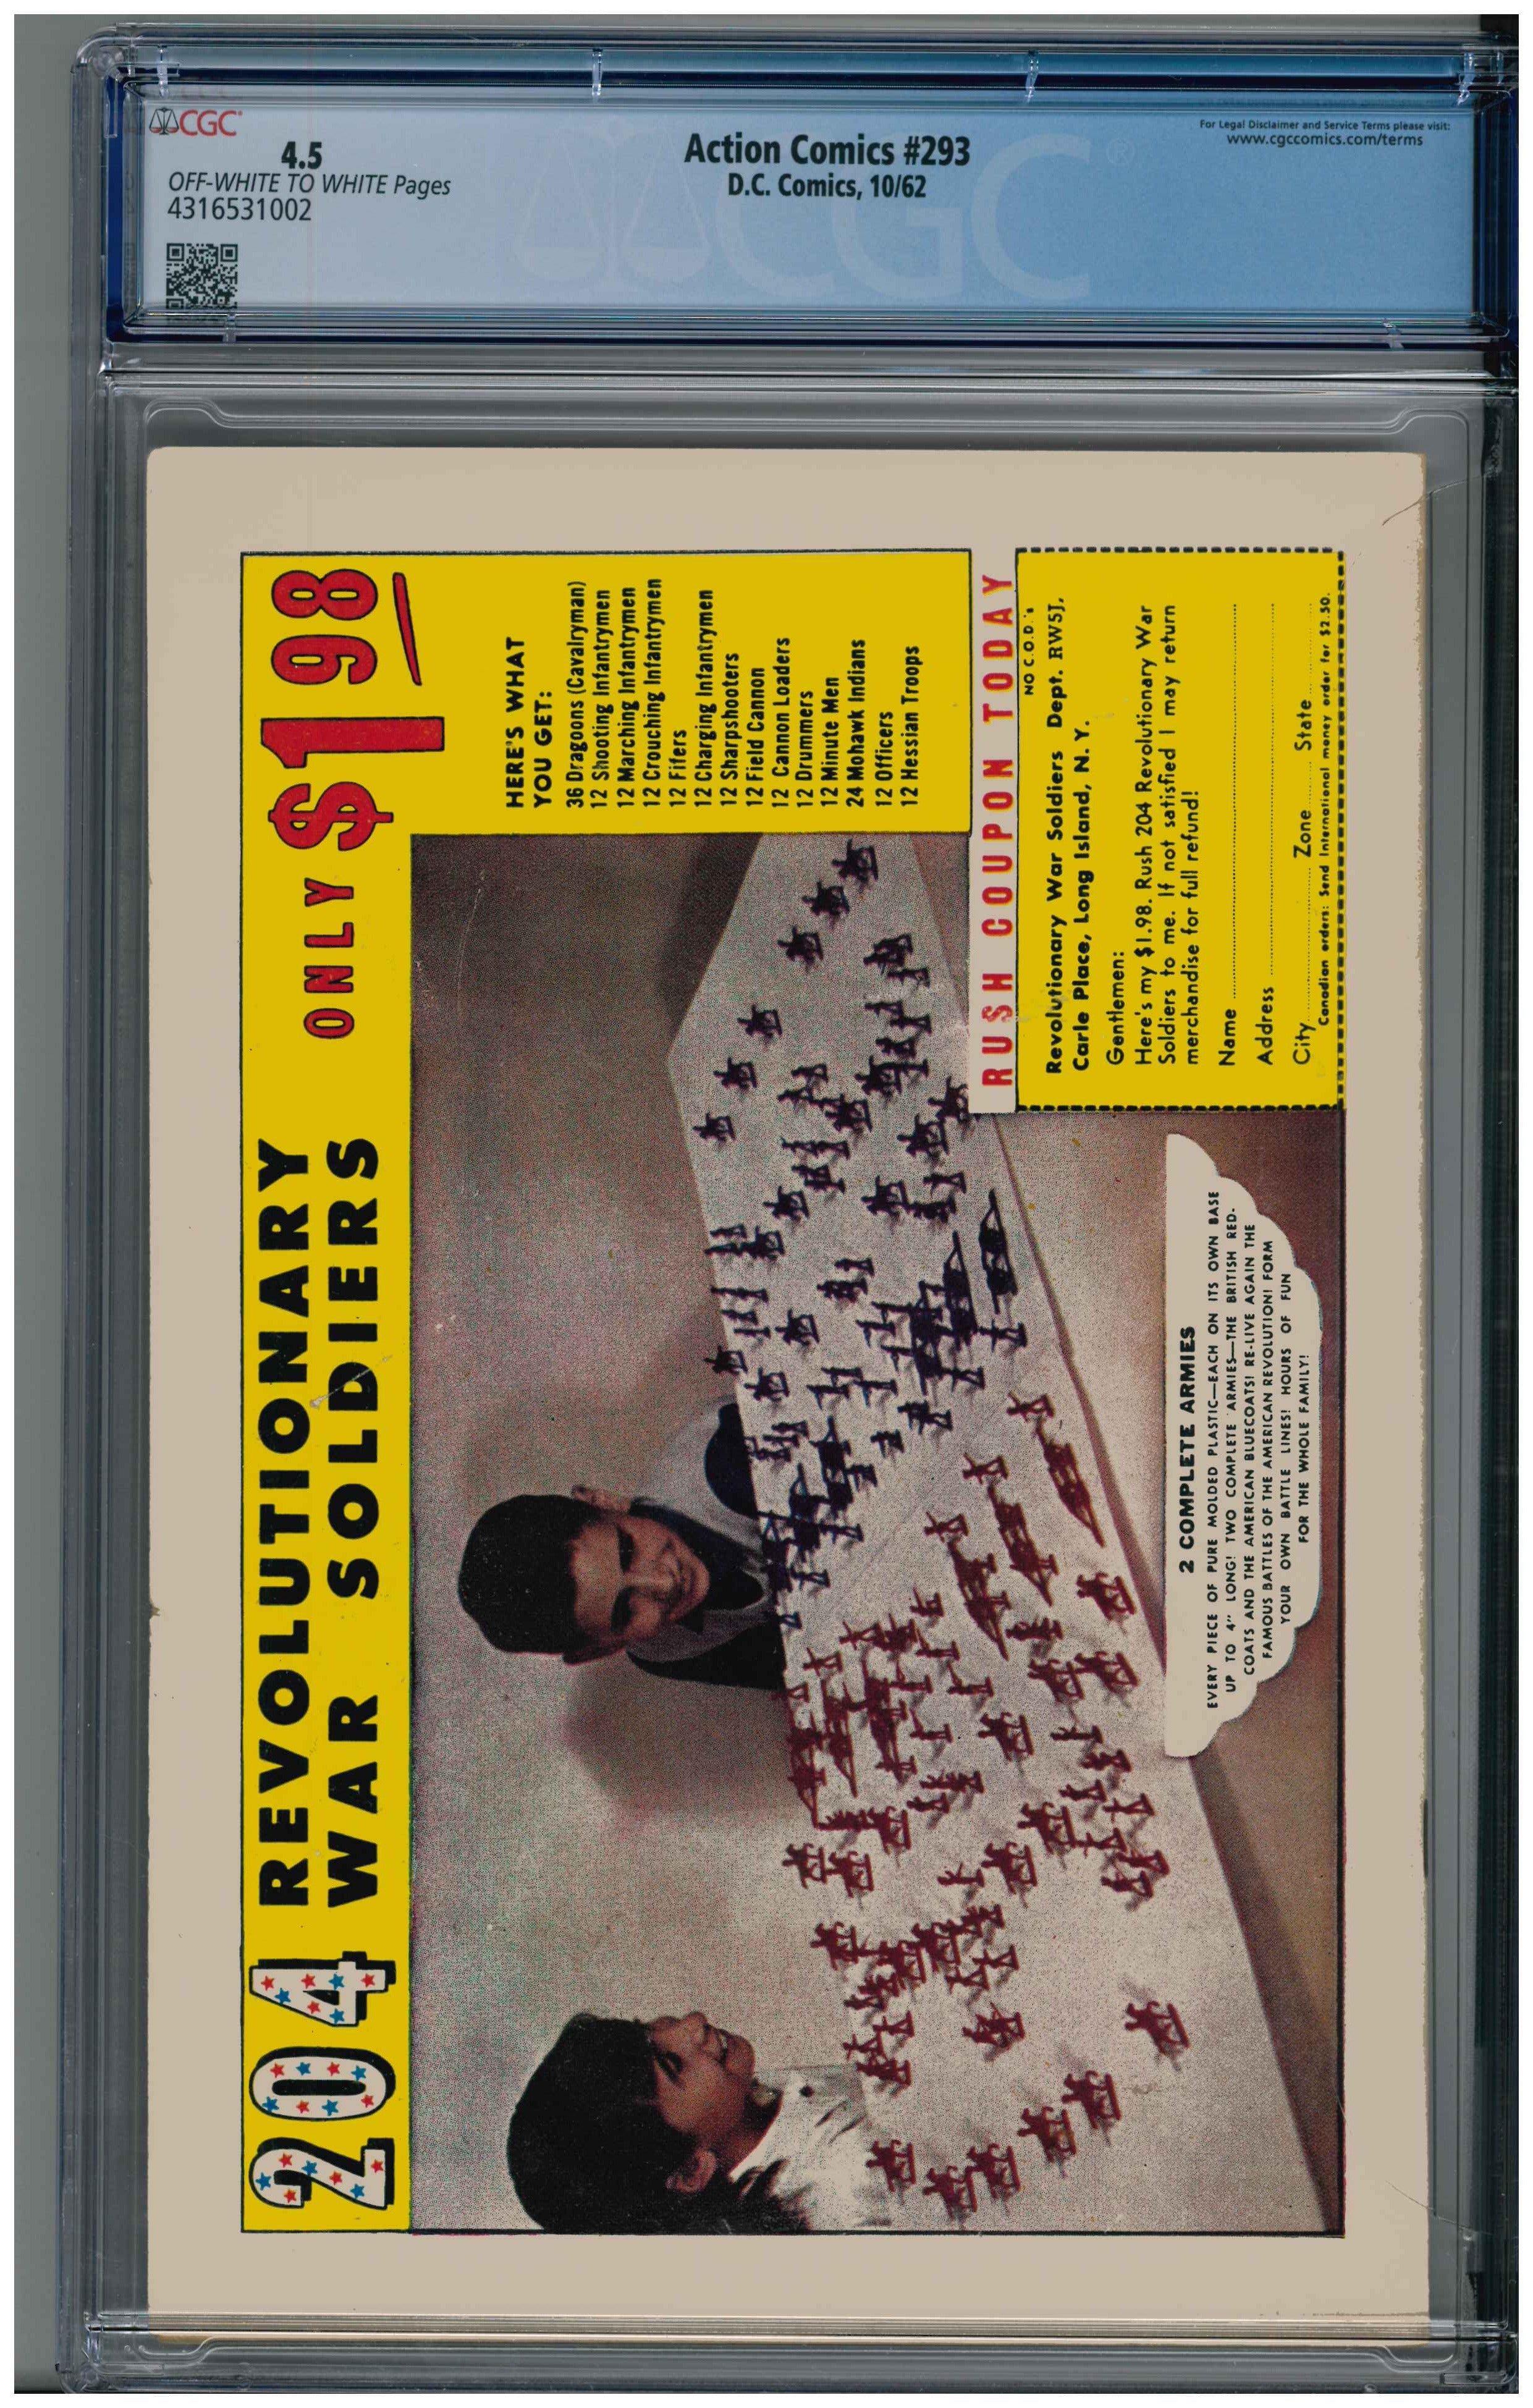 CGC
4.5
OFF-WHITE TO WHITE Pages
4316531002
Action Comics #293
D.C. Comics, 10/62
For Legal Disclaimer and Service Terms please visit:
www.cgccomics.com/terms
CGC
204 REVOLUTIONARY
WAR SOLDIERS
ONLY $198
HERE'S WHAT
YOU GET:
36 Dragoons (Cavalryman)
12 Shooting Infantrymen
12 Marching Infantrymen
12 Crouching Infantrymen
12 Fifers
12 Charging Infantrymen
12 Sharpshooters
12 Field Cannon
12 Cannon Loaders
12 Drummers
12 Minute Men
24 Mohawk Indians
12 Officers
12 Hessian Troops
RUSH COUPON TODAY
NO C.O.D.'s
Revolutionary War Soldiers Dept. RW5J,
Carle Place, Long Island, N. Y.
Gentlemen:
Here's my $1.98. Rush 204 Revolutionary War
Soldiers to me. If not satisfied I may return
merchandise for full refund!
Name
Address
City Zone State
Canadian orders: Send International money order for $2.50.
2 COMPLETE ARMIES
EVERY PIECE OF PURE MOLDED PLASTIC—EACH ON ITS OWN BASE
UP TO 4" LONG! TWO COMPLETE ARMIES—THE BRITISH RED-
COATS AND THE AMERICAN BLUECOATS! RE-LIVE AGAIN THE
FAMOUS BATTLES OF THE AMERICAN REVOLUTION! FORM
YOUR OWN BATTLE LINES! HOURS OF FUN
FOR THE WHOLE FAMILY!